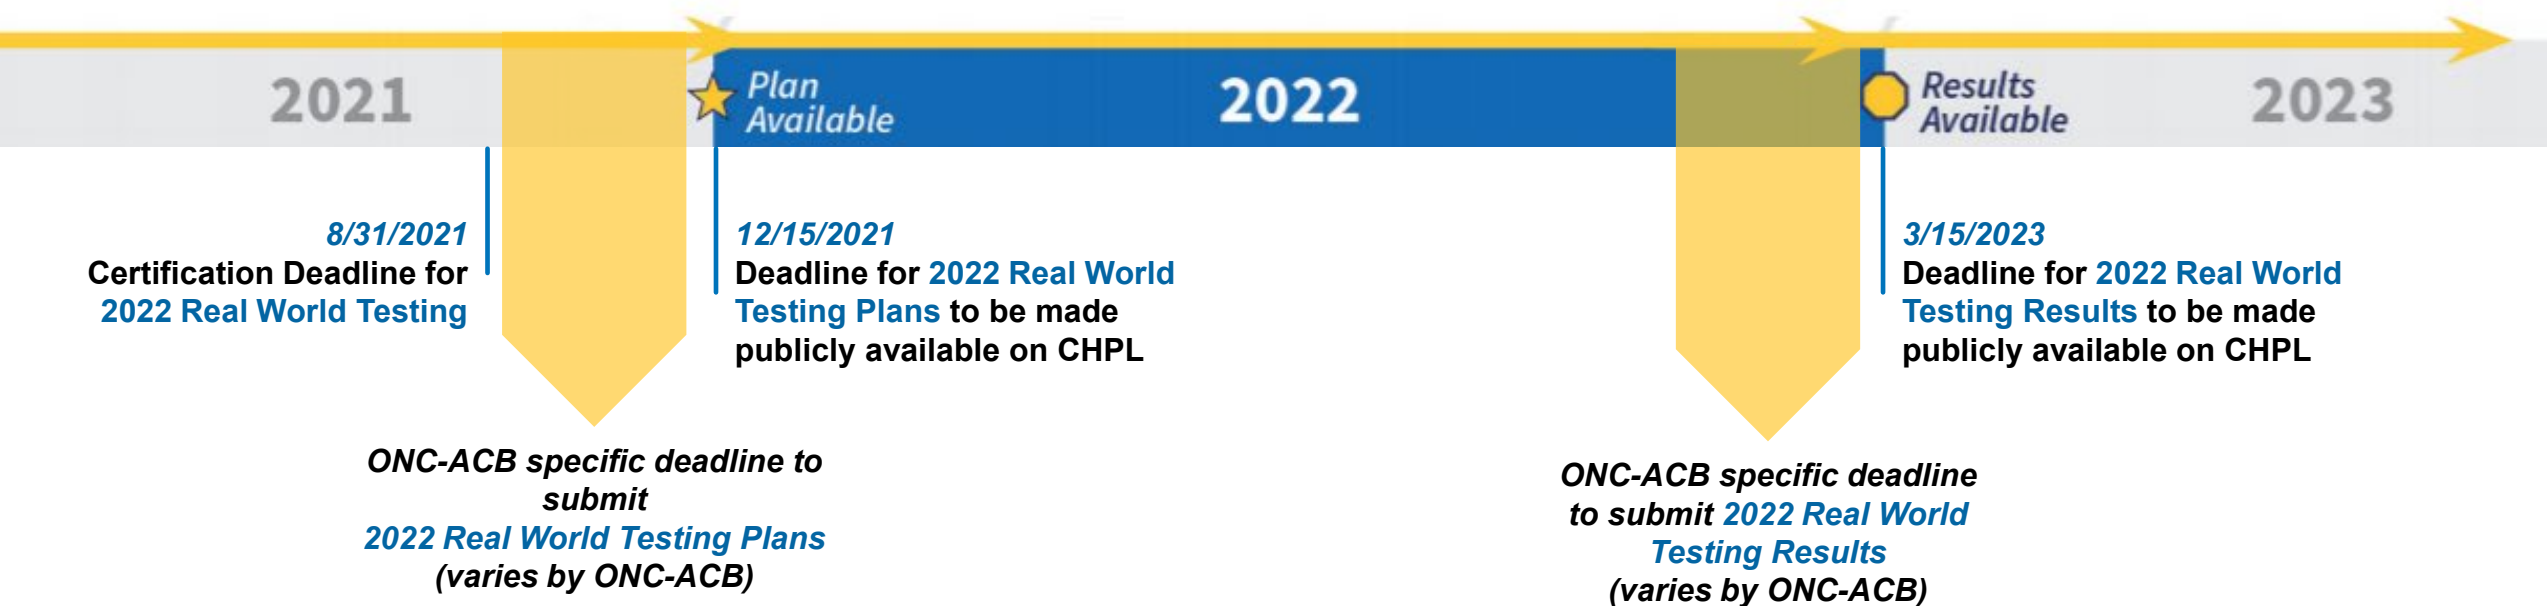 2021
Plan
Available
2022
Results
Available
2023
8/31/2021
Certification Deadline for
2022 Real World Testing
12/15/2021
Deadline for 2022 Real World
Testing Plans to be made
publicly available on CHPL
3/15/2023
Deadline for 2022 Real World
Testing Results to be made
publicly available on CHPL
ONC-ACB specific deadline to
submit
2022 Real World Testing Plans
(varies by ONC-ACB)
ONC-ACB specific deadline
to submit 2022 Real World
Testing Results
(varies by ONC-ACB)